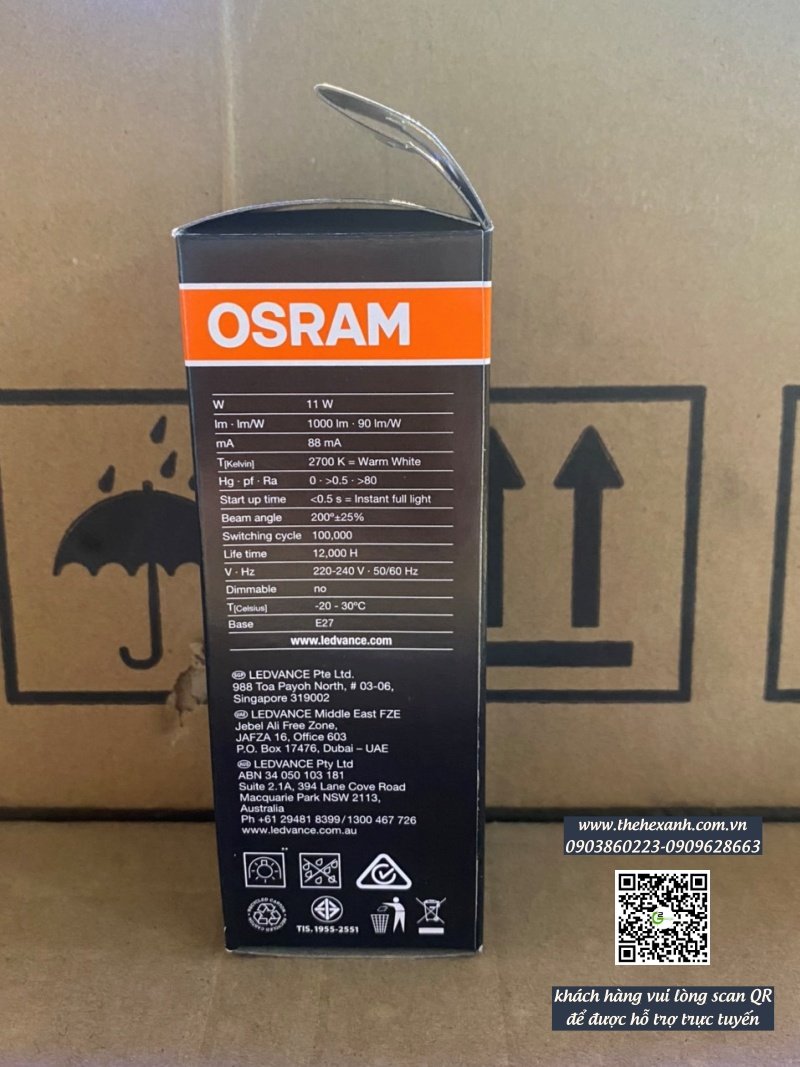 OSRAM
W 11 W
lm · lm/W 1000 lm · 90 lm/W
mA 88 mA
T[Kelvin] 2700 K = Warm White
Hg · pf · Ra 0 · >0.5 · >80
Start up time <0.5 s = Instant full light
Beam angle 200º±25%
Switching cycle 100,000
Life time 12,000 H
V · Hz 220-240 V · 50/60 Hz
Dimmable no
T[Celsius] -20 - 30ºC
Base E27
www.ledvance.com
SGP LEDVANCE Pte Ltd.
988 Toa Payoh North, # 03-06,
Singapore 319002
UAE LEDVANCE Middle East FZE
Jebel Ali Free Zone,
JAFZA 16, Office 603
P.O. Box 17476, Dubai – UAE
AUS LEDVANCE Pty Ltd
ABN 34 050 103 181
Suite 2.1A, 394 Lane Cove Road
Macquarie Park NSW 2113,
Australia
Ph +61 29481 8399/1300 467 726
www.ledvance.com.au
TIS. 1955-2551
www.thehexanh.com.vn
0903860223-0909628663
khách hàng vui lòng scan QR
để được hỗ trợ trực tuyến